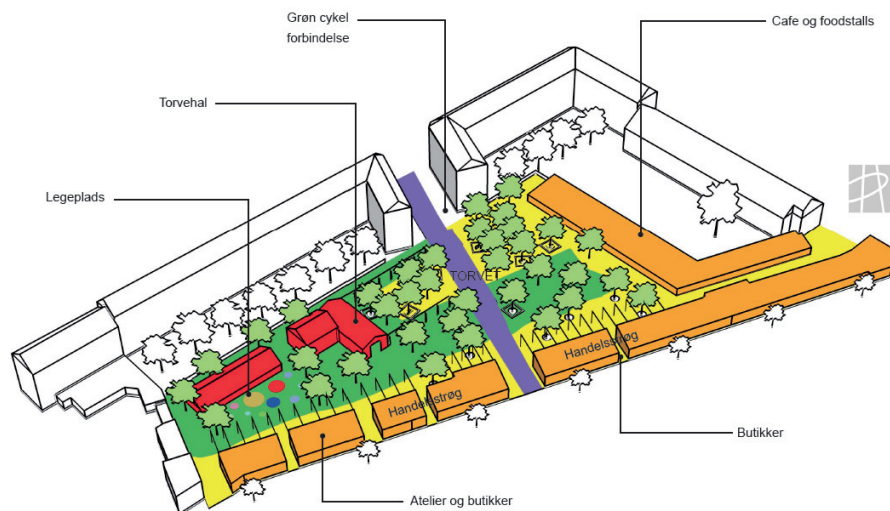 Grøn cykel
forbindelse
Cafe og foodstalls
Torvehal
Legeplads
TORVET
Handelsstrøg
Handelsstrøg
Butikker
Atelier og butikker